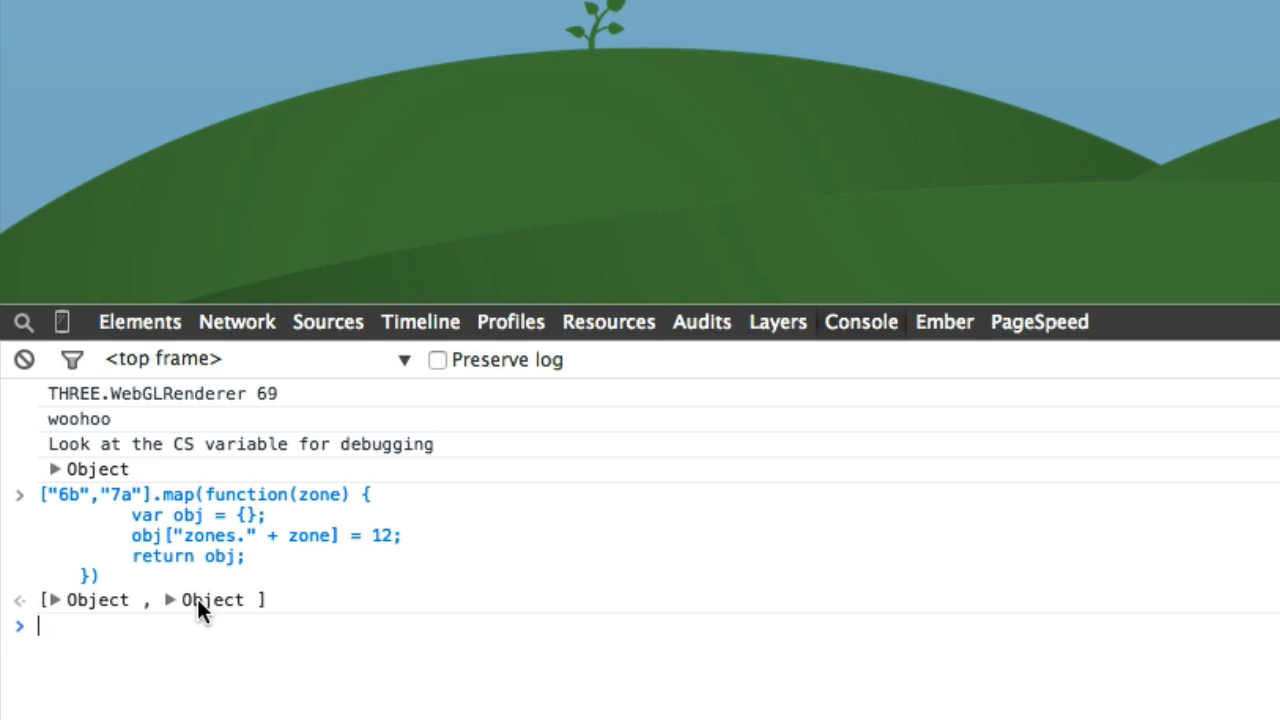 Elements Network Sources Timeline Profiles Resources Audits Layers Console Ember PageSpeed
<top frame> Preserve log
THREE.WebGLRenderer 69
woohoo
Look at the CS variable for debugging
Object
["6b","7a"].map(function(zone) {
var obj = {};
obj["zones." + zone] = 12;
return obj;
})
[Object , Object ]